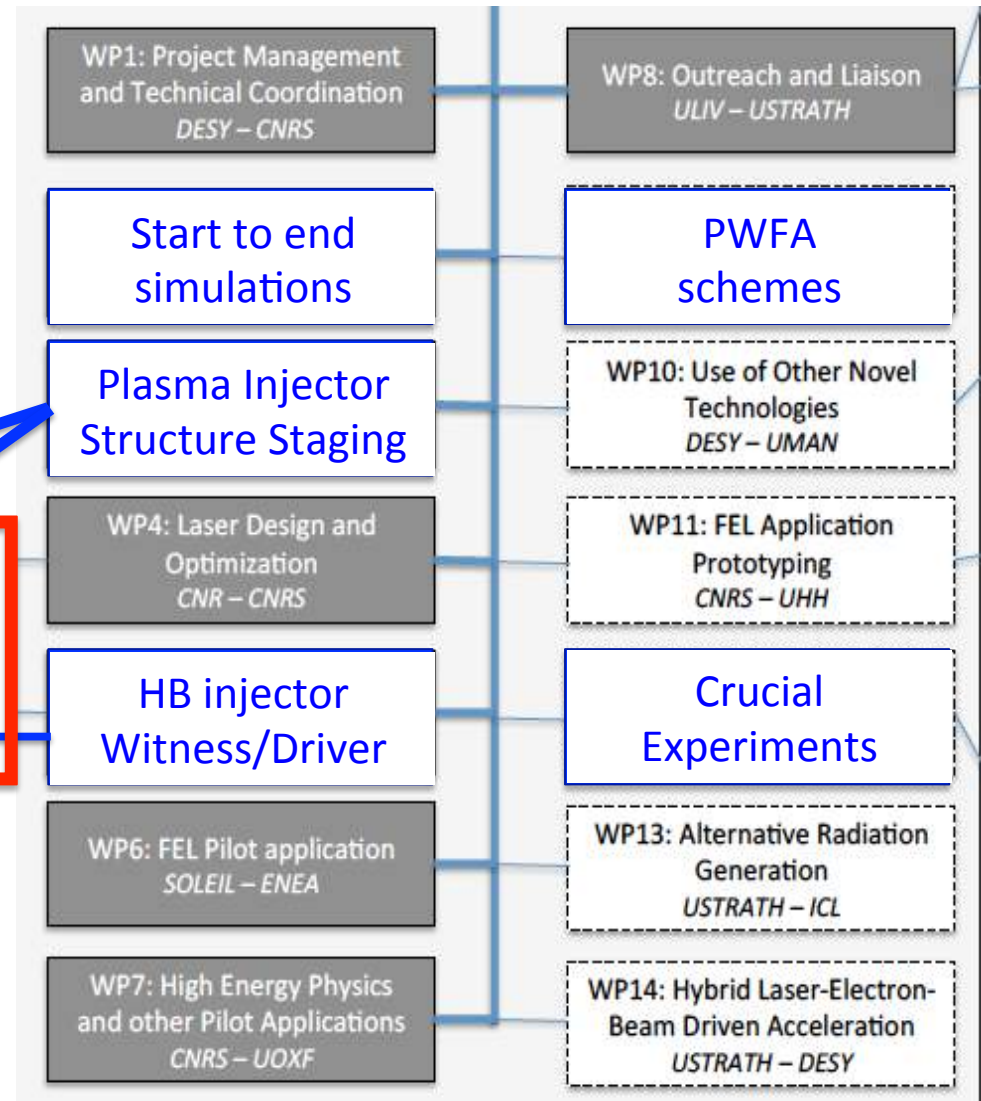 WP1: Project Management
and Technical Coordination
DESY – CNRS
WP8: Outreach and Liaison
ULIV – USTRATH
Start to end
simulations
PWFA
schemes
Plasma Injector
Structure Staging
WP10: Use of Other Novel
Technologies
DESY – UMAN
WP4: Laser Design and
Optimization
CNR – CNRS
WP11: FEL Application
Prototyping
CNRS – UHH
HB injector
Witness/Driver
Crucial
Experiments
WP6: FEL Pilot application
SOLEIL – ENEA
WP13: Alternative Radiation
Generation
USTRATH – ICL
WP7: High Energy Physics
and other Pilot Applications
CNRS – UOXF
WP14: Hybrid Laser-Electron-
Beam Driven Acceleration
USTRATH – DESY